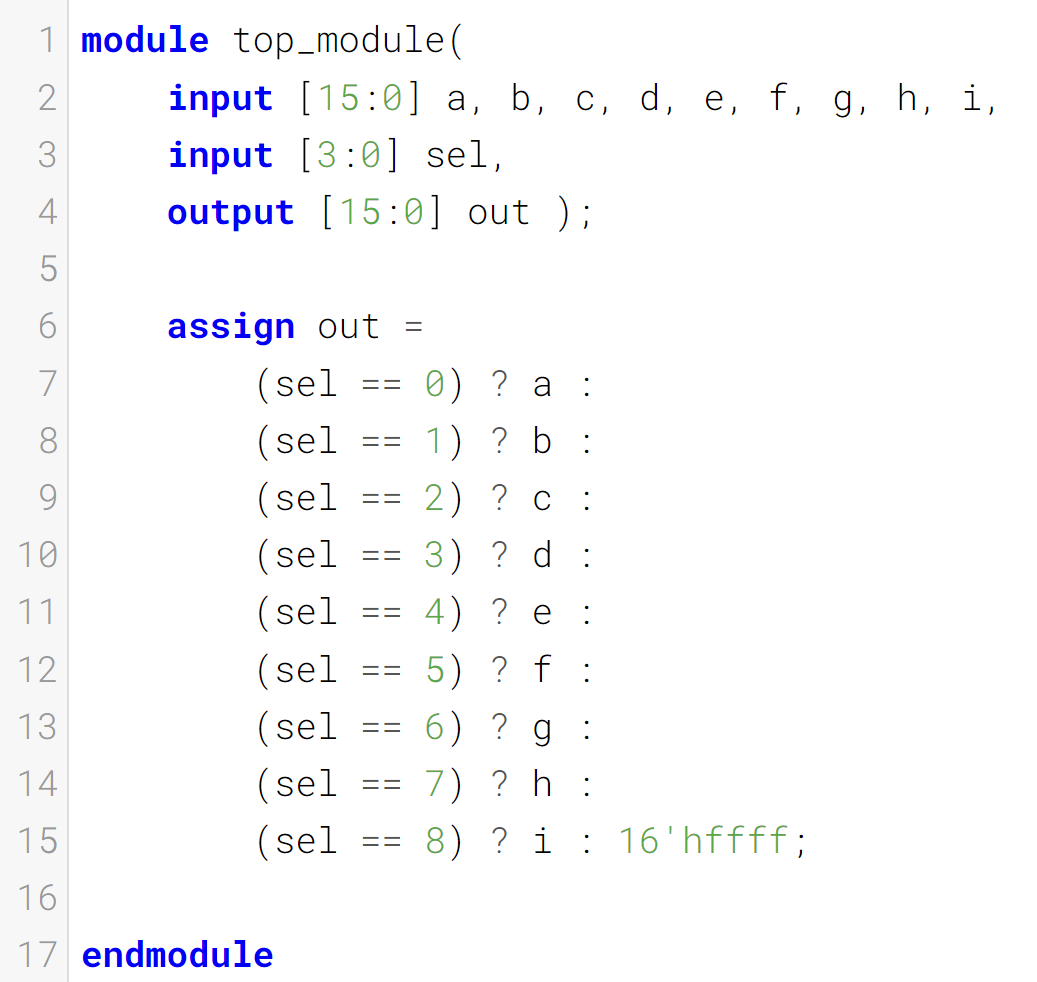 1 module top_module(
2     input [15:0] a, b, c, d, e, f, g, h, i,
3     input [3:0] sel,
4     output [15:0] out );
5
6     assign out =
7         (sel == 0) ? a :
8         (sel == 1) ? b :
9         (sel == 2) ? c :
10         (sel == 3) ? d :
11         (sel == 4) ? e :
12         (sel == 5) ? f :
13         (sel == 6) ? g :
14         (sel == 7) ? h :
15         (sel == 8) ? i : 16'hffff;
16
17 endmodule